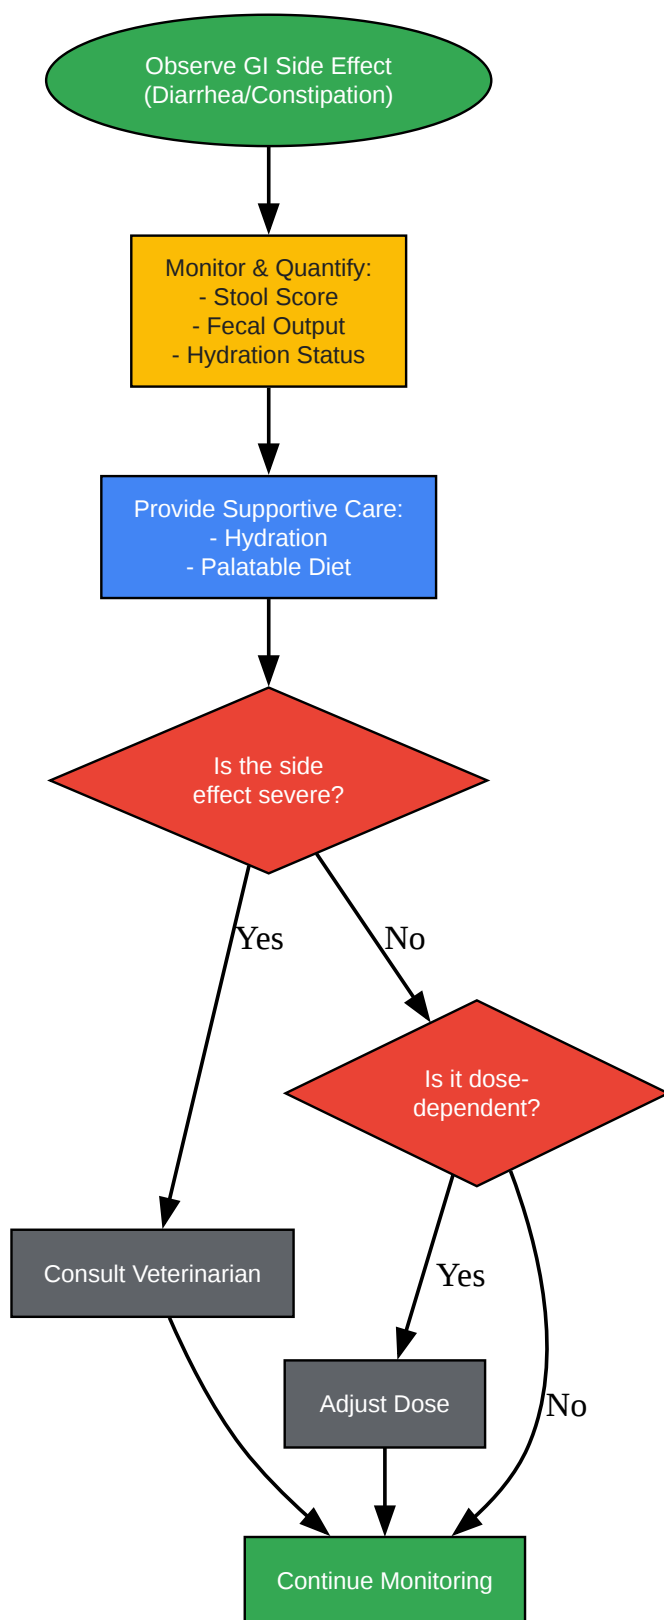 Observe GI Side Effect
(Diarrhea/Constipation)
Monitor & Quantify:
- Stool Score
- Fecal Output
- Hydration Status
Provide Supportive Care:
- Hydration
- Palatable Diet
Is the side
effect severe?
Yes
No
Is it dose-
dependent?
Consult Veterinarian
Yes
Adjust Dose
No
Continue Monitoring